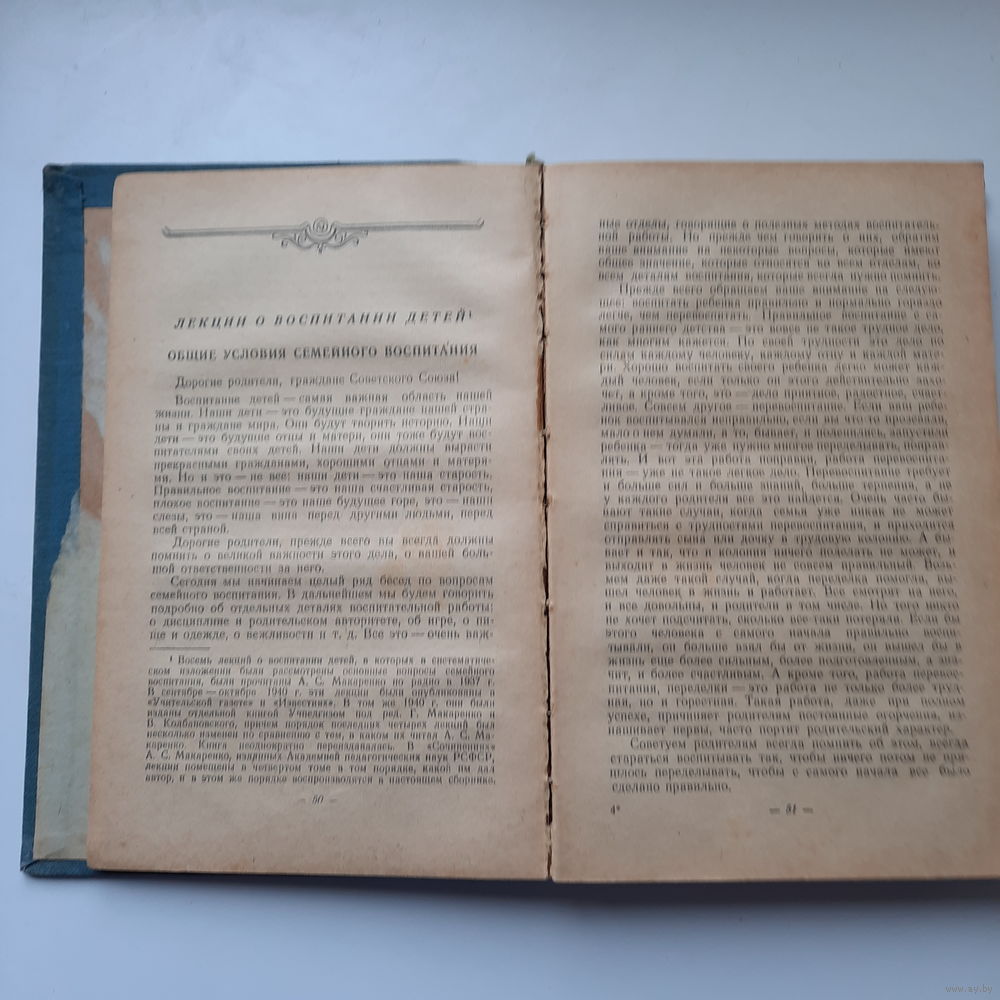 ЛЕКЦИИ О ВОСПИТАНИИ ДЕТЕЙ¹
ОБЩИЕ УСЛОВИЯ СЕМЕЙНОГО ВОСПИТАНИЯ
Дорогие родители, граждане Советского Союза!
Воспитание детей — самая важная область нашей
жизни. Наши дети — это будущие граждане нашей стра-
ны и граждане мира. Они будут творить историю. Наши
дети — это будущие отцы и матери, они тоже будут вос-
питателями своих детей. Наши дети должны вырасти
прекрасными гражданами, хорошими отцами и матеря-
ми. Но и это — не все: наши дети — это наша старость.
Правильное воспитание — это наша счастливая старость,
плохое воспитание — это наше будущее горе, это — наши
слезы, это — наша вина перед другими людьми, перед
всей страной.
Дорогие родители, прежде всего вы всегда должны
помнить о великой важности этого дела, о вашей боль-
шой ответственности за него.
Сегодня мы начинаем целый ряд бесед по вопросам
семейного воспитания. В дальнейшем мы будем говорить
подробно об отдельных деталях воспитательной работы:
о дисциплине и родительском авторитете, об игре, о пи-
ще и одежде, о вежливости и т. д. Все это — очень важ-
¹ Восемь лекций о воспитании детей, в которых в систематиче-
ском изложении были рассмотрены основные вопросы семейного
воспитания, были прочитаны А. С. Макаренко по радио в 1937 г.
В сентябре — октябре 1940 г. эти лекции были опубликованы в
«Учительской газете» и «Известиях». В том же 1940 г. они были
изданы отдельной книгой Учпедгизом под ред. Г. Макаренко и
В. Колбановского, причем порядок последних четырех лекций был
несколько изменен по сравнению с тем, в каком их читал А. С. Ма-
каренко. Книга неоднократно переиздавалась. В «Сочинениях»
А. С. Макаренко, изданных Академией педагогических наук РСФСР,
лекции помещены в четвертом томе в том порядке, какой им дал
автор, и в этом же порядке воспроизводятся в настоящем сборнике.
— 50 —
ные отделы, говорящие о полезных методах воспитатель-
ной работы. Но прежде чем говорить о них, обратим
ваше внимание на некоторые вопросы, которые имеют
общее значение, которые относятся ко всем отделам, ко
всем деталям воспитания, которые всегда нужно помнить.
Прежде всего обращаем ваше внимание на следую-
щее: воспитать ребенка правильно и нормально гораздо
легче, чем перевоспитать. Правильное воспитание с са-
мого раннего детства — это вовсе не такое трудное дело,
как многим кажется. По своей трудности это дело по
силам каждому человеку, каждому отцу и каждой мате-
ри. Хорошо воспитать своего ребенка легко может каж-
дый человек, если только он этого действительно захо-
чет, а кроме того, это — дело приятное, радостное, счаст-
ливое. Совсем другое — перевоспитание. Если ваш ребе-
нок воспитывался неправильно, если вы что-то прозевали,
мало о нем думали, а то, бывает, и поленились, запустили
ребенка — тогда уже нужно многое переделывать, поправ-
лять. И вот эта работа поправки, работа перевоспита-
ния — уже не такое легкое дело. Перевоспитание требует
и больше сил и больше знаний, больше терпения, а не
у каждого родителя все это найдется. Очень часто бы-
вают такие случаи, когда семья уже никак не может
справиться с трудностями перевоспитания, и приходится
отправлять сына или дочку в трудовую колонию. А бы-
вает и так, что и колония ничего поделать не может, и
выходит в жизнь человек не совсем правильный. Возь-
мем даже такой случай, когда переделка помогла, вы-
шел человек в жизнь и работает. Все смотрят на него,
и все довольны, и родители в том числе. Но того никто
не хочет подсчитать, сколько все-таки потеряли. Если бы
этого человека с самого начала правильно воспи-
тывали, он больше взял бы от жизни, он вышел бы в
жизнь еще более сильным, более подготовленным, а зна-
чит, и более счастливым. А кроме того, работа перевос-
питания, переделки — это работа не только более труд-
ная, но и горестная. Такая работа, даже при полном
успехе, причиняет родителям постоянные огорчения, из-
нашивает нервы, часто портит родительский характер.
Советуем родителям всегда помнить об этом, всегда
стараться воспитывать так, чтобы ничего потом не при-
шлось переделывать, чтобы с самого начала все было
сделано правильно.
4*
— 51 —
www.ay.by